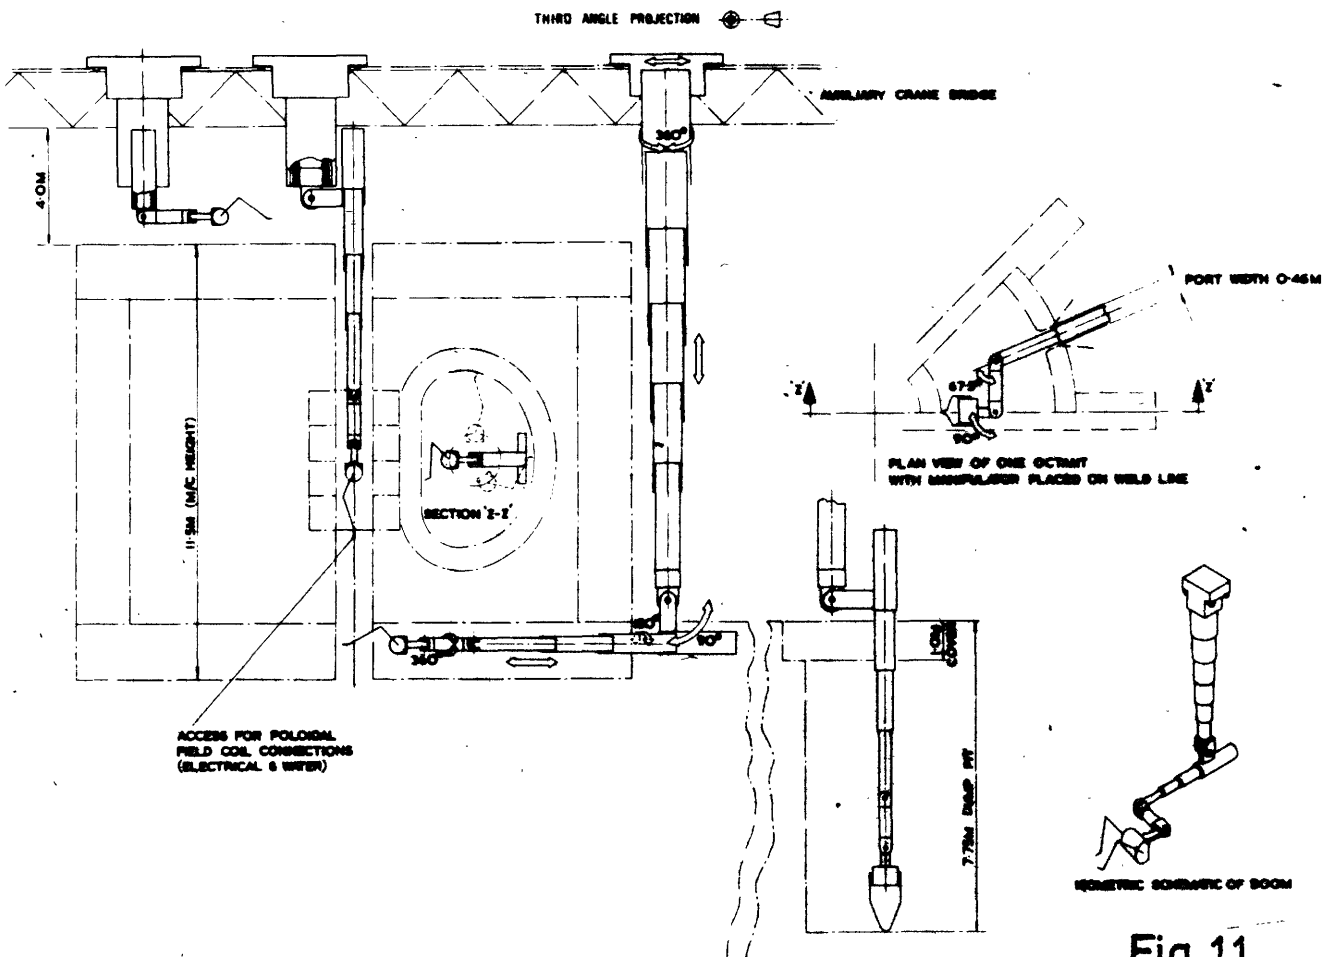 THIRD ANGLE PROJECTION
AUXILIARY CRANE BRIDGE
360°
4·0M
PORT WIDTH 0·46M
67·5°
'Z'
'Z'
90°
PLAN VIEW OF ONE OCTANT
WITH MANIPULATOR PLACED ON WELD LINE
11·5M (M/C HEIGHT)
SECTION 'Z-Z'
180°
90°
360°
1·0M
COVER
ACCESS FOR POLOIDAL
FIELD COIL CONNECTIONS
(ELECTRICAL & WATER)
7·75M DUMP PIT
ISOMETRIC SCHEMATIC OF BOOM
Fig 11